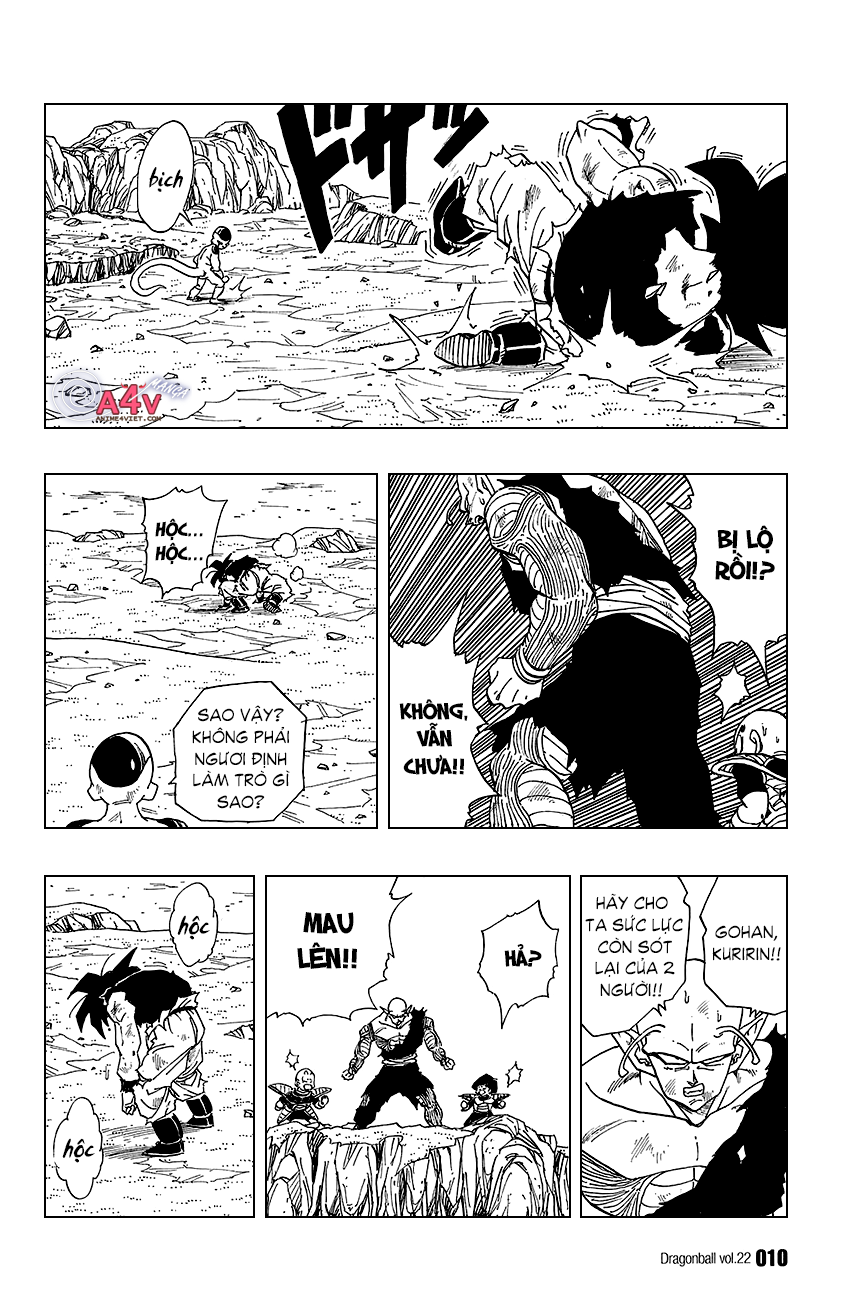 bịch
ドサッ
A4V
MANGA
ANIME4VIET.COM
BỊ LỘ
RỒI!?
KHÔNG,
VẪN
CHƯA!!
HỘC...
HỘC...
SAO VẬY?
KHÔNG PHẢI
NGƯƠI ĐỊNH
LÀM TRÒ GÌ
SAO?
GOHAN,
KURIRIN!!
HÃY CHO
TA SỨC LỰC
CÒN SÓT
LẠI CỦA 2
NGƯỜI!!
HẢ?
MAU
LÊN!!
hộc
hộc
Dragonball vol.22 010